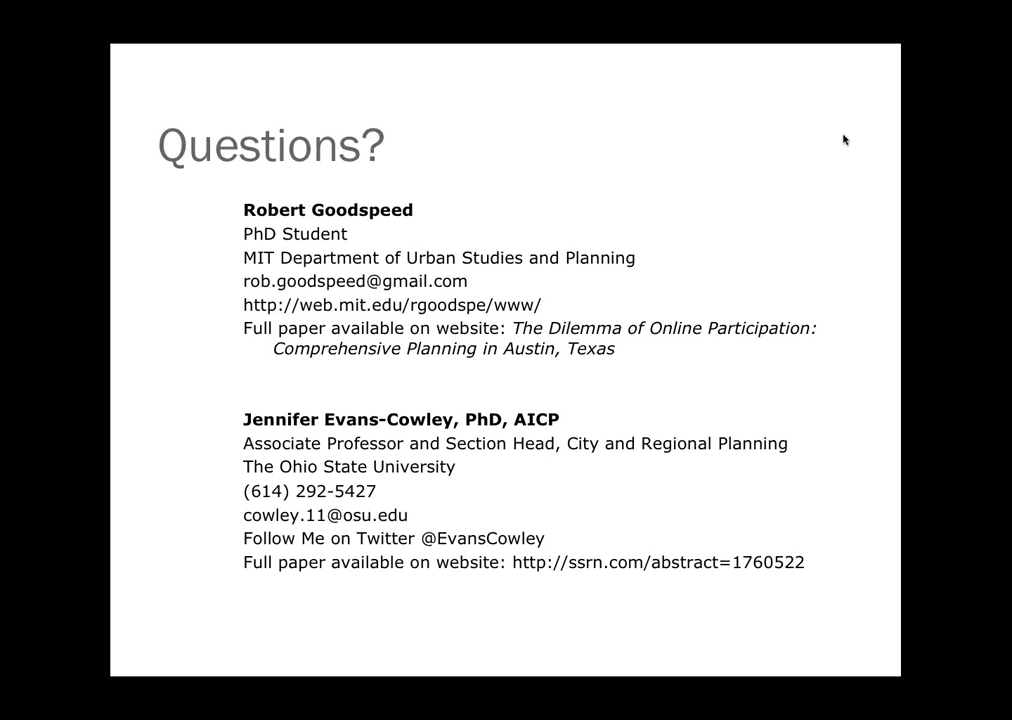 Questions?
Robert Goodspeed
PhD Student
MIT Department of Urban Studies and Planning
rob.goodspeed@gmail.com
http://web.mit.edu/rgoodspe/www/
Full paper available on website: The Dilemma of Online Participation:
Comprehensive Planning in Austin, Texas
Jennifer Evans-Cowley, PhD, AICP
Associate Professor and Section Head, City and Regional Planning
The Ohio State University
(614) 292-5427
cowley.11@osu.edu
Follow Me on Twitter @EvansCowley
Full paper available on website: http://ssrn.com/abstract=1760522